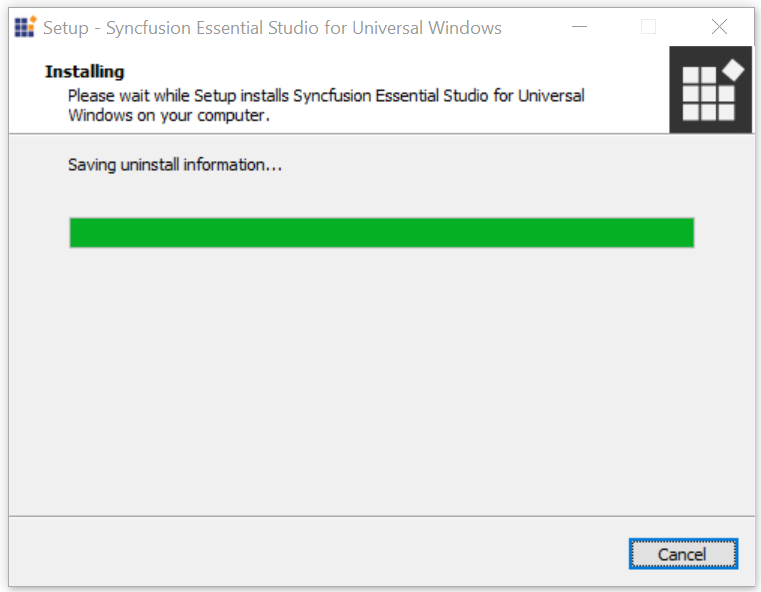 Setup - Syncfusion Essential Studio for Universal Windows
Installing
Please wait while Setup installs Syncfusion Essential Studio for Universal
Windows on your computer.
Saving uninstall information...
Cancel